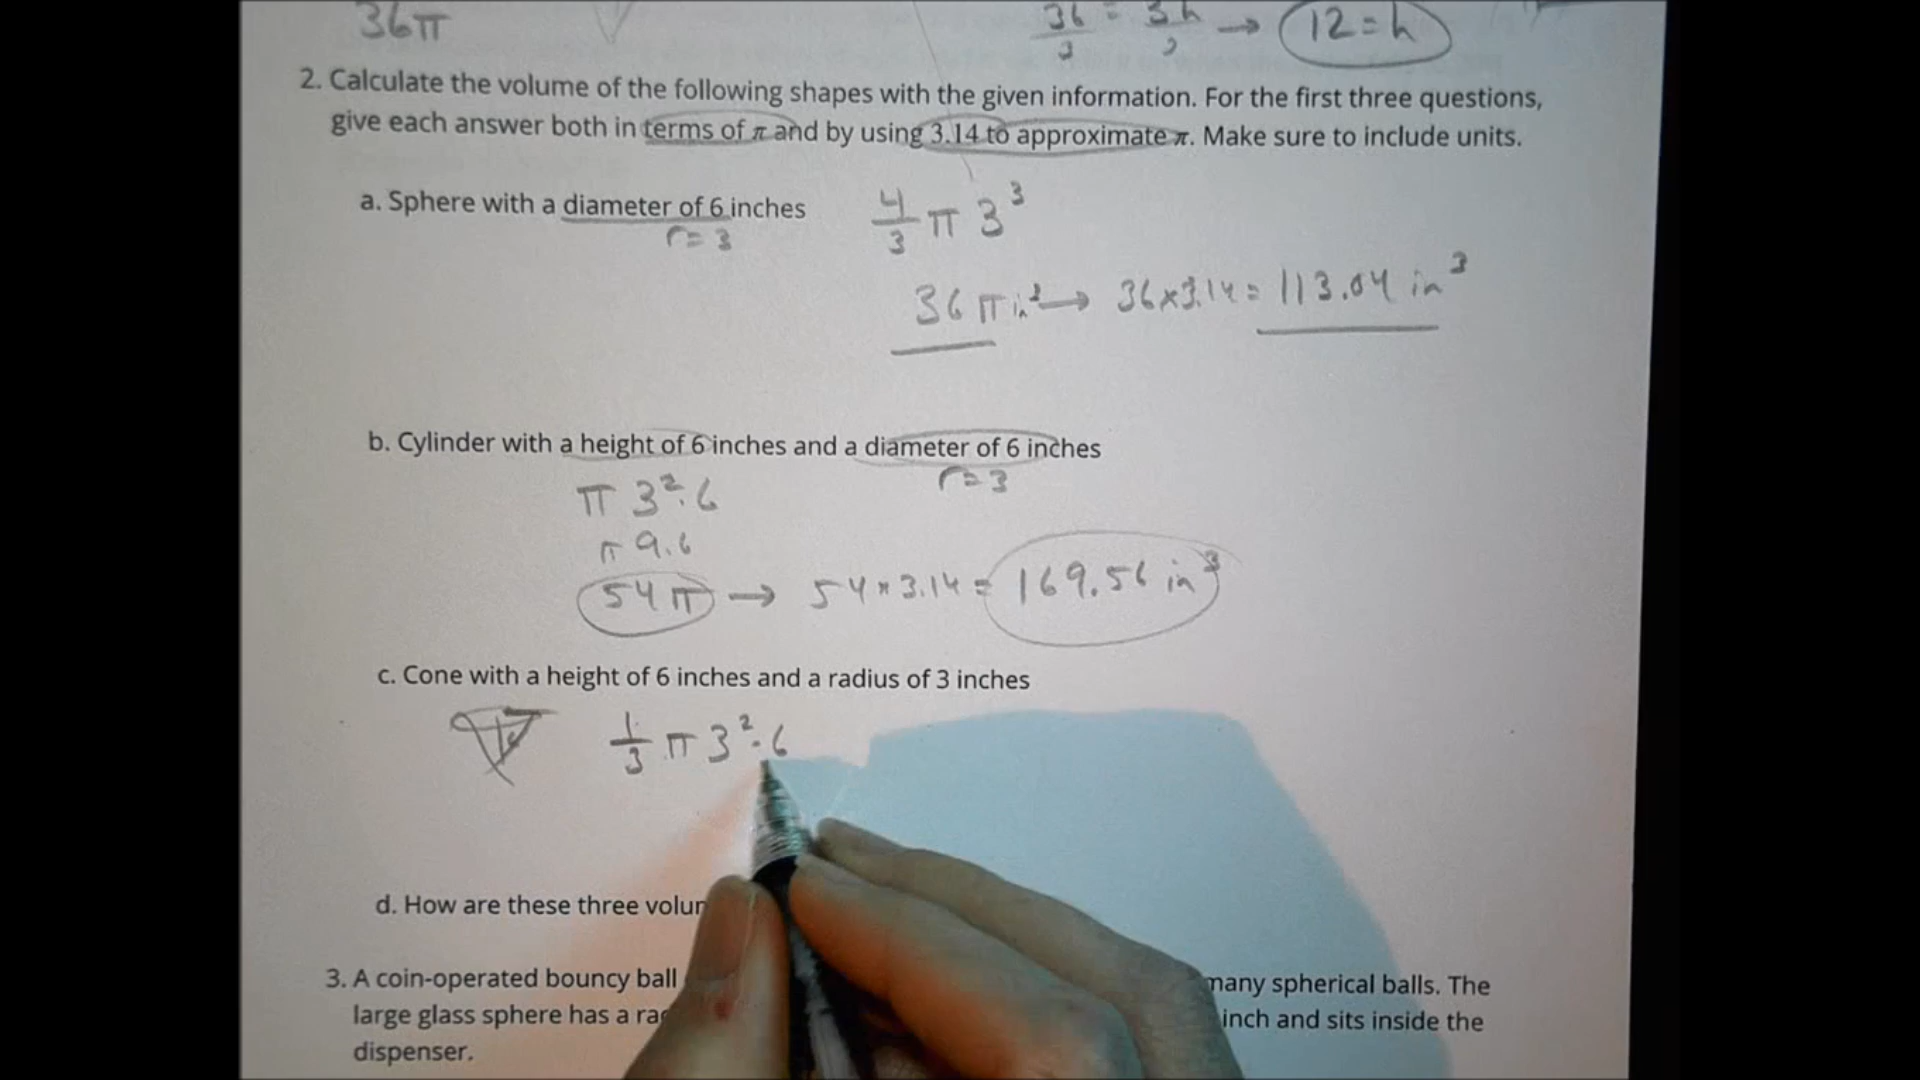 36π
36 = 3h → 12 = h
3 3
2. Calculate the volume of the following shapes with the given information. For the first three questions,
give each answer both in terms of π and by using 3.14 to approximate π. Make sure to include units.
a. Sphere with a diameter of 6 inches
r = 3
4/3 π 3³
36 π in³ → 36 × 3.14 = 113.04 in³
b. Cylinder with a height of 6 inches and a diameter of 6 inches
r = 3
π 3² · 6
π 9 . 6
54 π → 54 × 3.14 = 169.56 in³
c. Cone with a height of 6 inches and a radius of 3 inches
1/3 π 3² · 6
d. How are these three
3. A coin-operated bouncy ball many spherical balls. The
large glass sphere has a inch and sits inside the
dispenser.